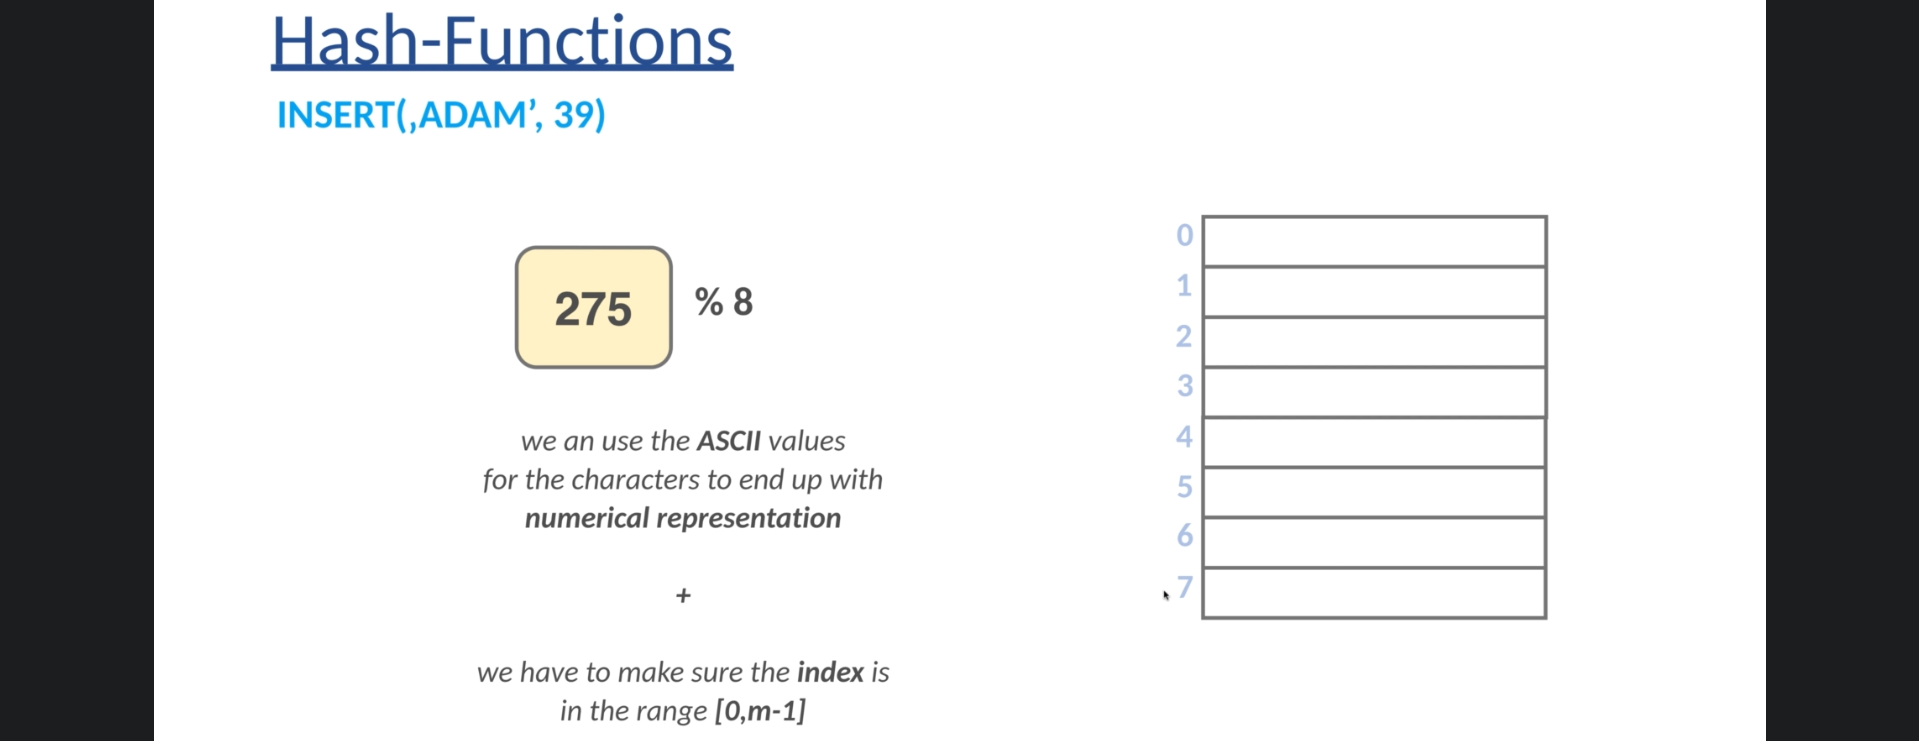 Hash-Functions
INSERT(‚ADAM’, 39)
275 % 8
we an use the ASCII values
for the characters to end up with
numerical representation
+
we have to make sure the index is
in the range [0,m-1]
0
1
2
3
4
5
6
7